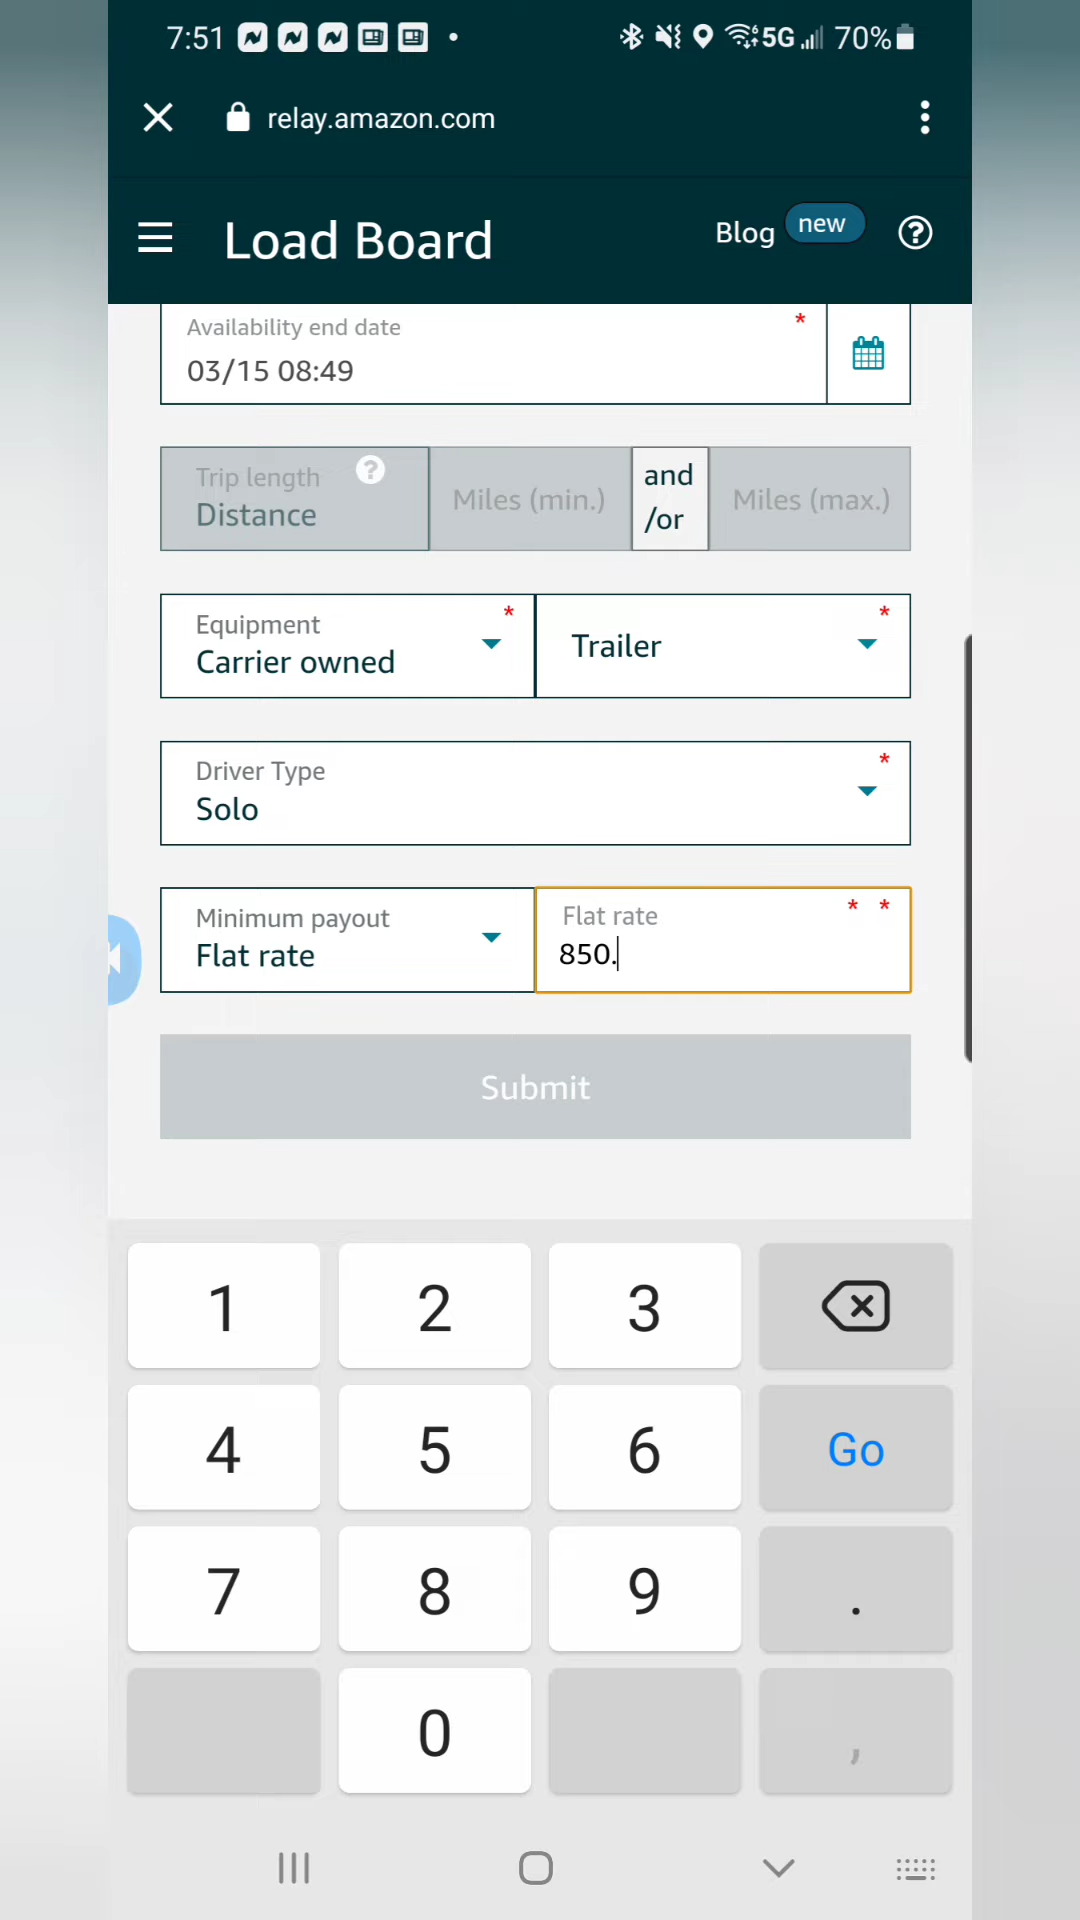 7:51 5G 70%
relay.amazon.com
Load Board Blog new ?
Availability end date *
03/15 08:49
Trip length ?
Distance Miles (min.) and /or Miles (max.)
Equipment *
Carrier owned
Trailer *
Driver Type *
Solo
Minimum payout
Flat rate
Flat rate * *
850.
Submit
1 2 3
4 5 6 Go
7 8 9 .
0 ,